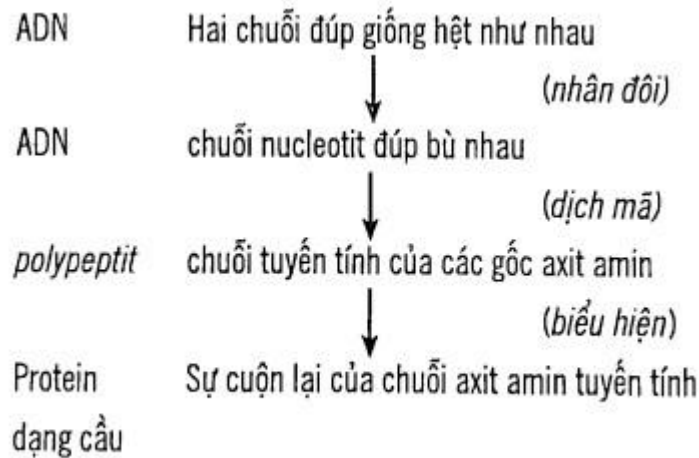 ADN Hai chuỗi đúp giống hệt như nhau
(nhân đôi)
ADN chuỗi nucleotit đúp bù nhau
(dịch mã)
polypeptit chuỗi tuyến tính của các gốc axit amin
(biểu hiện)
Protein Sự cuộn lại của chuỗi axit amin tuyến tính
dạng cầu